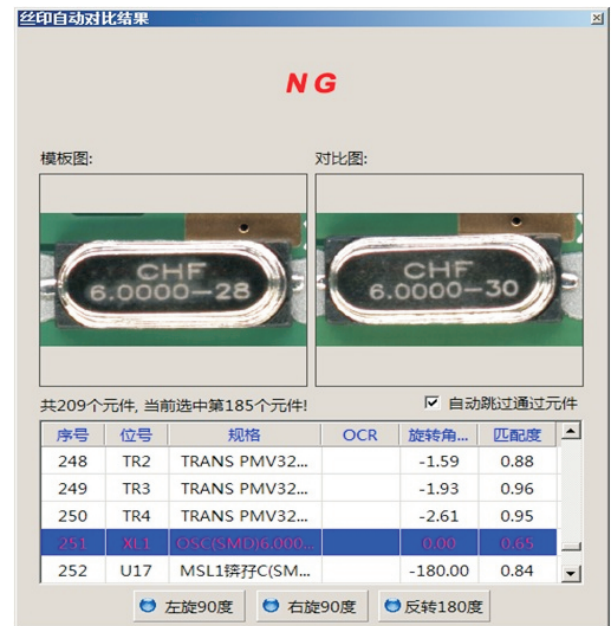 丝印自动对比结果
NG
模板图:
对比图:
CHF
6.0000-28
CHF
6.0000-30
共209个元件, 当前选中第185个元件!
自动跳过通过元件
序号 位号 规格 OCR 旋转角... 匹配度
248 TR2 TRANS PMV32... -1.59 0.88
249 TR3 TRANS PMV32... -1.93 0.96
250 TR4 TRANS PMV32... -2.61 0.95
251 XL1 OSC(SMD)6.000... 0.00 0.65
252 U17 MSL1锛孖C(SM... -180.00 0.84
左旋90度 右旋90度 反转180度